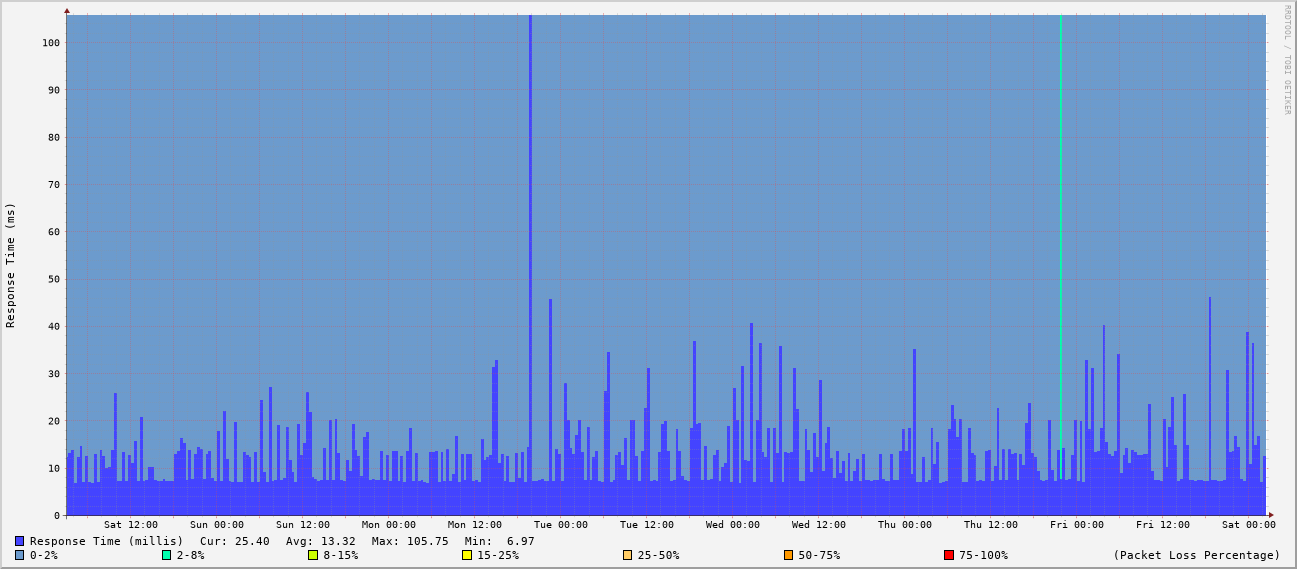 RRDTOOL / TOBI OETIKER
Response Time (ms)
100
90
80
70
60
50
40
30
20
10
0
Sat 12:00 Sun 00:00 Sun 12:00 Mon 00:00 Mon 12:00 Tue 00:00 Tue 12:00 Wed 00:00 Wed 12:00 Thu 00:00 Thu 12:00 Fri 00:00 Fri 12:00 Sat 00:00
Response Time (millis) Cur: 25.40 Avg: 13.32 Max: 105.75 Min: 6.97
0-2% 2-8% 8-15% 15-25% 25-50% 50-75% 75-100% (Packet Loss Percentage)